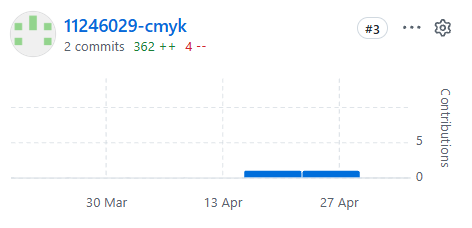 11246029-cmyk
#3
2 commits 362 ++ 4 --
Contributions
5
0
30 Mar 13 Apr 27 Apr